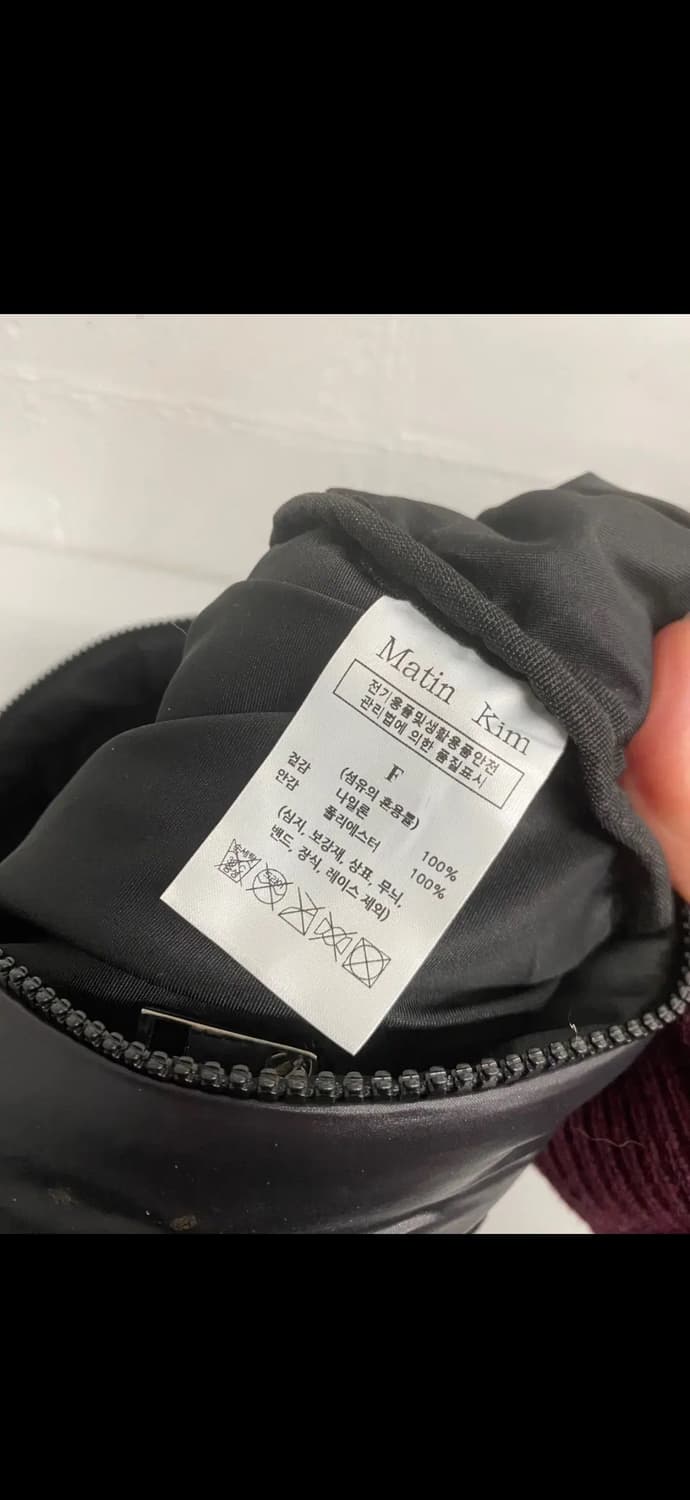 Matin Kim
전기용품및생활용품안전
관리법에 의한 품질표시
F
(섬유의 혼용률)
겉감 나일론 100%
안감 폴리에스터 100%
(심지, 보강재, 상표, 무늬,
밴드, 장식, 레이스 제외)